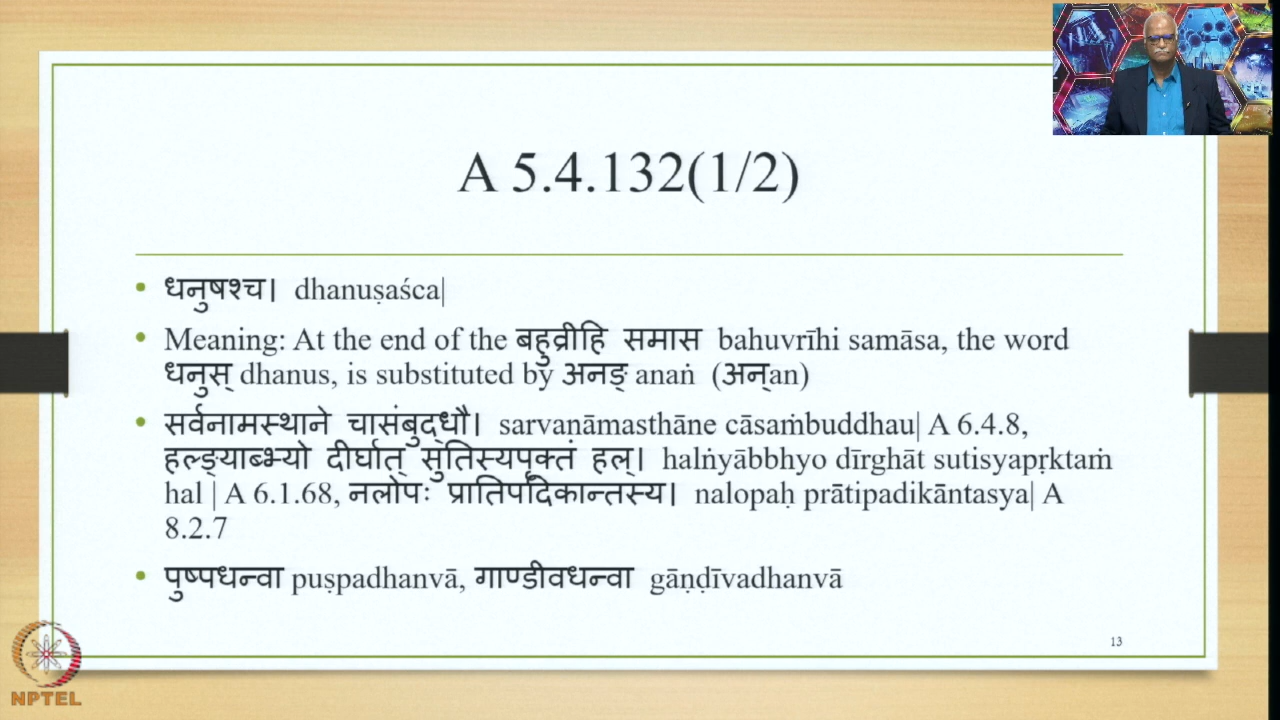 A 5.4.132(1/2)
• धनुषश्च। dhanuṣaśca|
• Meaning: At the end of the बहुव्रीहि समास bahuvrīhi samāsa, the word
धनुस् dhanus, is substituted by अनङ् anaṅ (अन्an)
• सर्वनामस्थाने चासंबुद्धौ। sarvanāmasthāne cāsaṁbuddhau| A 6.4.8,
हल्ङ्याब्भ्यो दीर्घात् सुतिस्यपृक्तं हल्। halṅyābbhyo dīrghāt sutisyapṛktaṁ
hal | A 6.1.68, नलोपः प्रातिपदिकान्तस्य। nalopaḥ prātipadikāntasya| A
8.2.7
• पुष्पधन्वा puṣpadhanvā, गाण्डीवधन्वा gāṇḍīvadhanvā
13
NPTEL